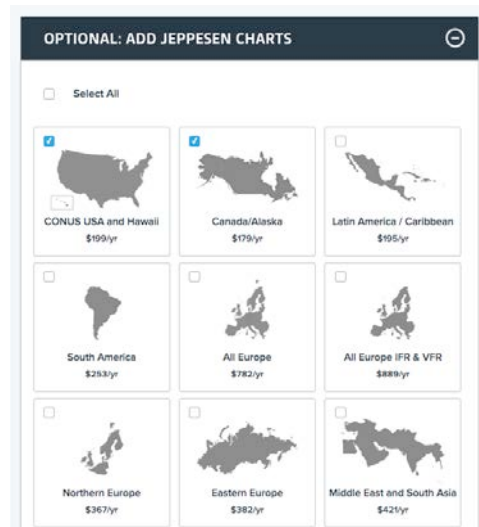 OPTIONAL: ADD JEPPESEN CHARTS
Select All
CONUS USA and Hawaii
$199/yr
Canada/Alaska
$179/yr
Latin America / Caribbean
$195/yr
South America
$253/yr
All Europe
$782/yr
All Europe IFR & VFR
$889/yr
Northern Europe
$367/yr
Eastern Europe
$382/yr
Middle East and South Asia
$421/yr